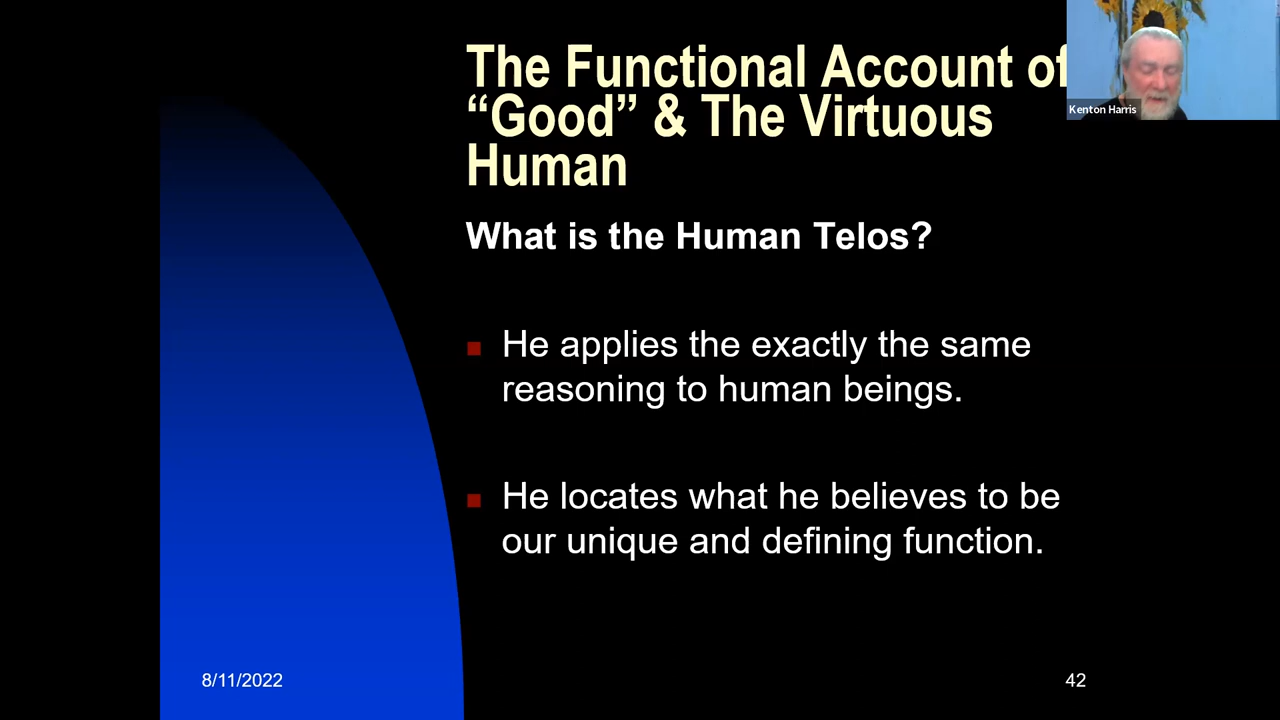 The Functional Account of
“Good” & The Virtuous
Human
Kenton Harris
What is the Human Telos?
He applies the exactly the same
reasoning to human beings.
He locates what he believes to be
our unique and defining function.
8/11/2022
42